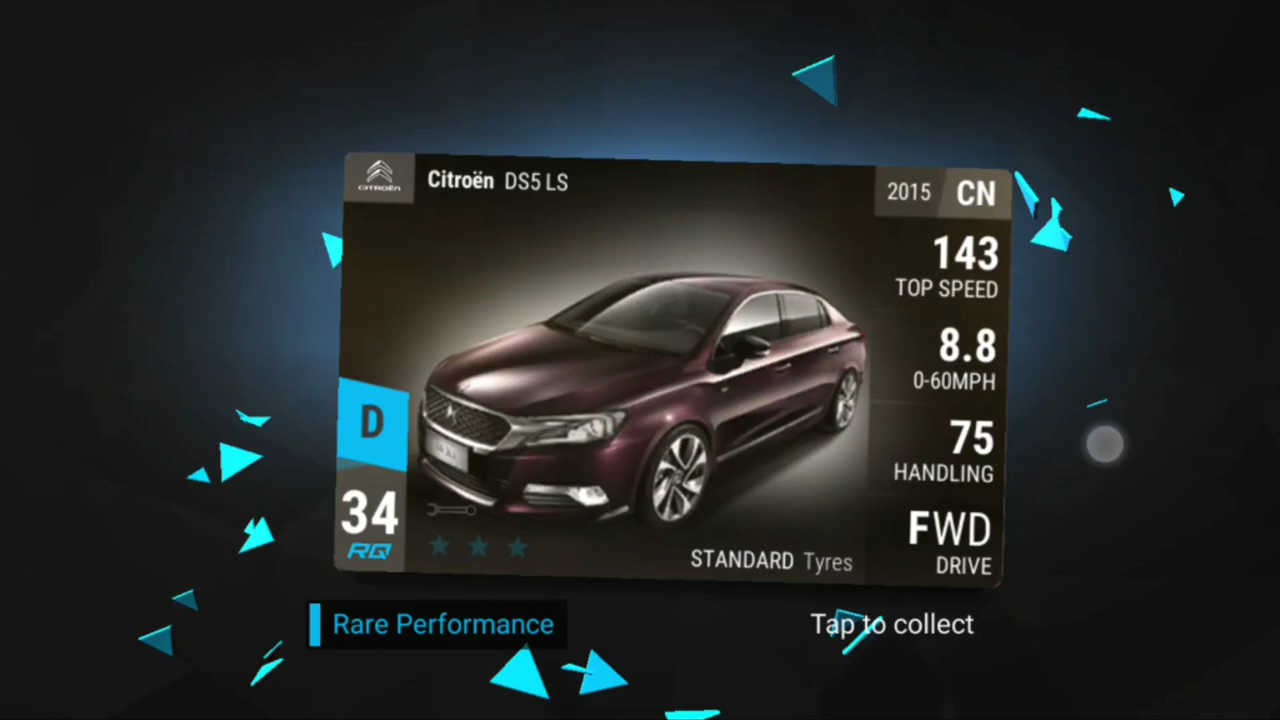 CITROËN
Citroën DS5 LS
2015 CN
143
TOP SPEED
8.8
0-60MPH
75
HANDLING
FWD
DRIVE
D
34
RQ
STANDARD Tyres
Rare Performance
Tap to collect